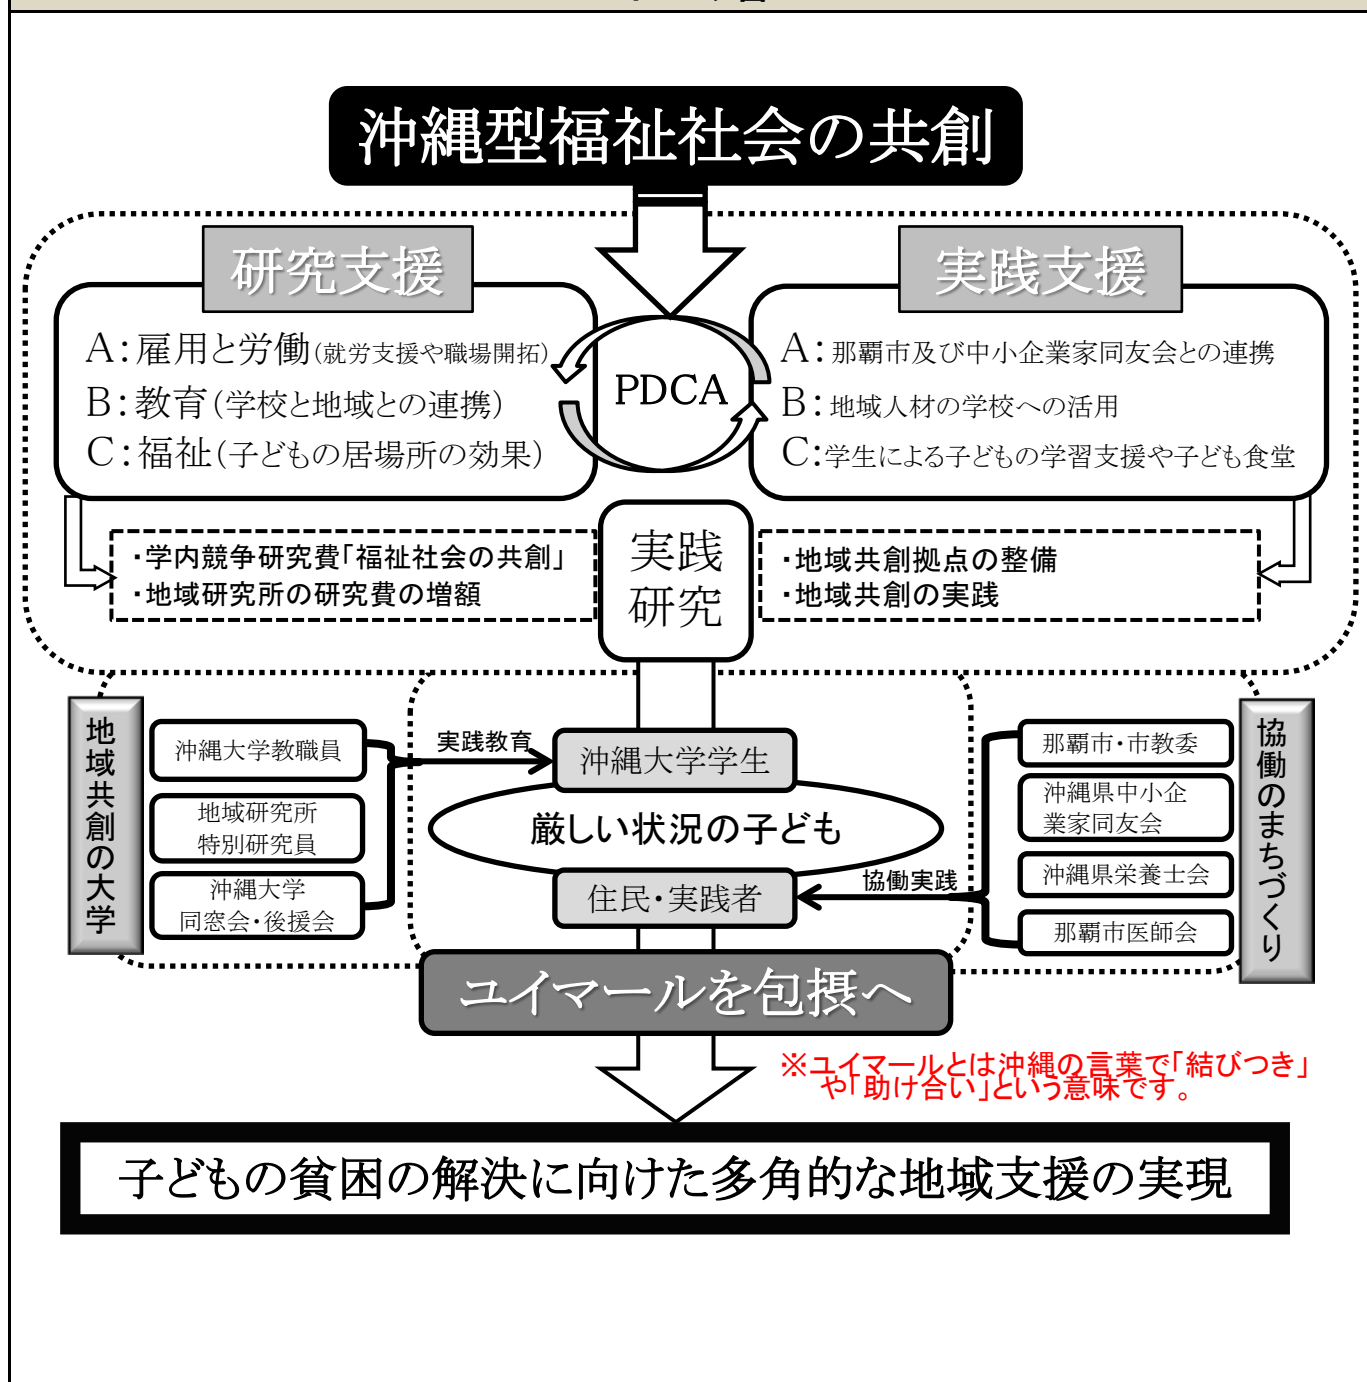 沖縄型福祉社会の共創
研究支援
A:雇用と労働(就労支援や職場開拓)
B:教育(学校と地域との連携)
C:福祉(子どもの居場所の効果)
PDCA
実践支援
A:那覇市及び中小企業家同友会との連携
B:地域人材の学校への活用
C:学生による子どもの学習支援や子ども食堂
・学内競争研究費「福祉社会の共創」
・地域研究所の研究費の増額
実践
研究
・地域共創拠点の整備
・地域共創の実践
地域共創の大学
沖縄大学教職員
地域研究所
特別研究員
沖縄大学
同窓会・後援会
実践教育
沖縄大学学生
厳しい状況の子ども
住民・実践者
協働実践
那覇市・市教委
沖縄県中小企
業家同友会
沖縄県栄養士会
那覇市医師会
協働のまちづくり
ユイマールを包摂へ
※ユイマールとは沖縄の言葉で「結びつき」
や「助け合い」という意味です。
子どもの貧困の解決に向けた多角的な地域支援の実現